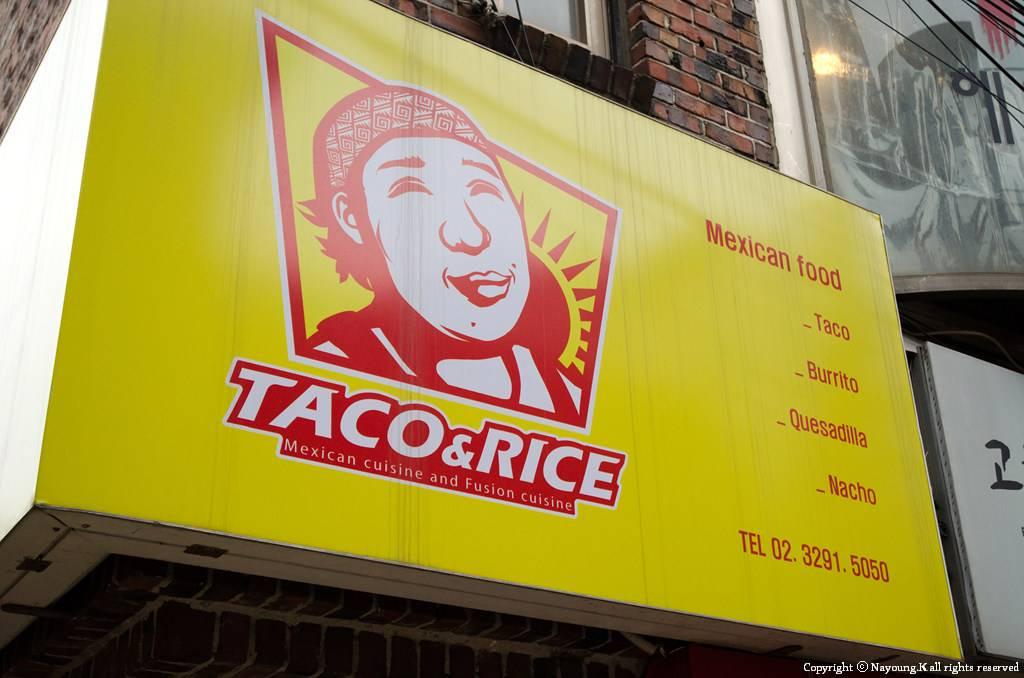 TACO&RICE
Mexican cuisine and Fusion cuisine
Mexican food
- Taco
- Burrito
- Quesadilla
- Nacho
TEL 02. 3291. 5050
Copyright © Nayoung.K all rights reserved